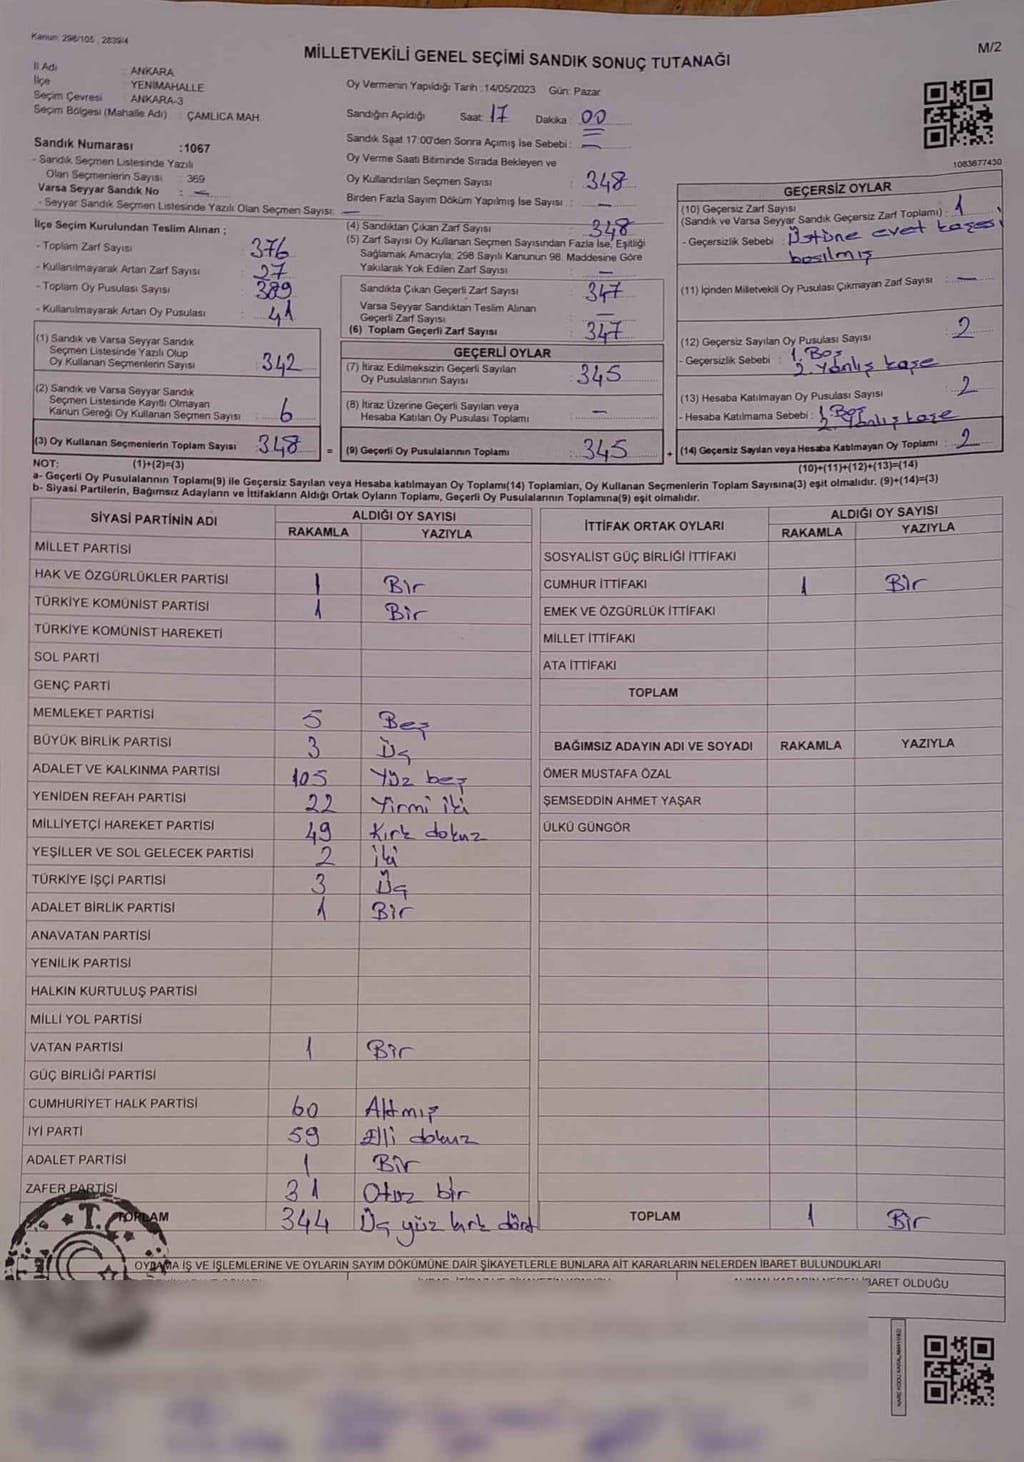 Kanun: 298/105 , 2839/4
MİLLETVEKİLİ GENEL SEÇİMİ SANDIK SONUÇ TUTANAĞI
M/2
İl Adı : ANKARA
İlçe : YENİMAHALLE
Seçim Çevresi : ANKARA-3
Seçim Bölgesi (Mahalle Adı) : ÇAMLICA MAH.
Sandık Numarası :1067
- Sandık Seçmen Listesinde Yazılı
Olan Seçmenlerin Sayısı : 369
Varsa Seyyar Sandık No : —
- Seyyar Sandık Seçmen Listesinde Yazılı Olan Seçmen Sayısı: —
İlçe Seçim Kurulundan Teslim Alınan ;
- Toplam Zarf Sayısı : 376
- Kullanılmayarak Artan Zarf Sayısı : 27
- Toplam Oy Pusulası Sayısı : 389
- Kullanılmayarak Artan Oy Pusulası : 41
(1) Sandık ve Varsa Seyyar Sandık
Seçmen Listesinde Yazılı Olup
Oy Kullanan Seçmenlerin Sayısı : 342
(2) Sandık ve Varsa Seyyar Sandık
Seçmen Listesinde Kayıtlı Olmayan
Kanun Gereği Oy Kullanan Seçmen Sayısı : 6
(3) Oy Kullanan Seçmenlerin Toplam Sayısı : 348
Oy Vermenin Yapıldığı Tarih : 14/05/2023 Gün: Pazar
Sandığın Açıldığı Saat: 17 Dakika : 00
Sandık Saat 17:00'den Sonra Açımış İse Sebebi : —
Oy Verme Saati Bitiminde Sırada Bekleyen ve
Oy Kullandırılan Seçmen Sayısı : 348
Birden Fazla Sayım Döküm Yapılmış İse Sayısı : —
(4) Sandıktan Çıkan Zarf Sayısı : 348
(5) Zarf Sayısı Oy Kullanan Seçmen Sayısından Fazla İse, Eşitliği
Sağlamak Amacıyla; 298 Sayılı Kanunun 98. Maddesine Göre
Yakılarak Yok Edilen Zarf Sayısı : —
Sandıkta Çıkan Geçerli Zarf Sayısı : 347
Varsa Seyyar Sandıktan Teslim Alınan
Geçerli Zarf Sayısı : —
(6) Toplam Geçerli Zarf Sayısı : 347
GEÇERLİ OYLAR
(7) İtiraz Edilmeksizin Geçerli Sayılan
Oy Pusulalarının Sayısı : 345
(8) İtiraz Üzerine Geçerli Sayılan veya
Hesaba Katılan Oy Pusulası Toplamı : —
= (9) Geçerli Oy Pusulalarının Toplamı : 345
1083677430
GEÇERSİZ OYLAR
(10) Geçersiz Zarf Sayısı
(Sandık ve Varsa Seyyar Sandık Geçersiz Zarf Toplamı) : 1
- Geçersizlik Sebebi : Üstüne evet kaşesi
basılmış
(11) İçinden Milletvekili Oy Pusulası Çıkmayan Zarf Sayısı : —
(12) Geçersiz Sayılan Oy Pusulası Sayısı : 2
- Geçersizlik Sebebi : 1. Boş
2. Yanlış kaşe
(13) Hesaba Katılmayan Oy Pusulası Sayısı : 2
- Hesaba Katılmama Sebebi : 1. Boş
2. Yanlış kaşe
+ (14) Geçersiz Sayılan veya Hesaba Katılmayan Oy Toplamı : 2
NOT: (1)+(2)=(3)
(10)+(11)+(12)+(13)=(14)
a- Geçerli Oy Pusulalarının Toplamı(9) ile Geçersiz Sayılan veya Hesaba katılmayan Oy Toplamı(14) Toplamları, Oy Kullanan Seçmenlerin Toplam Sayısına(3) eşit olmalıdır. (9)+(14)=(3)
b- Siyasi Partilerin, Bağımsız Adayların ve İttifakların Aldığı Ortak Oyların Toplamı, Geçerli Oy Pusulalarının Toplamına(9) eşit olmalıdır.
SİYASİ PARTİNİN ADI ALDIĞI OY SAYISI
RAKAMLA YAZIYLA
MİLLET PARTİSİ
HAK VE ÖZGÜRLÜKLER PARTİSİ 1 Bir
TÜRKİYE KOMÜNİST PARTİSİ 1 Bir
TÜRKİYE KOMÜNİST HAREKETİ
SOL PARTİ
GENÇ PARTİ
MEMLEKET PARTİSİ 5 Beş
BÜYÜK BİRLİK PARTİSİ 3 Üç
ADALET VE KALKINMA PARTİSİ 105 Yüz beş
YENİDEN REFAH PARTİSİ 22 Yirmi iki
MİLLİYETÇİ HAREKET PARTİSİ 49 Kırk dokuz
YEŞİLLER VE SOL GELECEK PARTİSİ 2 iki
TÜRKİYE İŞÇİ PARTİSİ 3 Üç
ADALET BİRLİK PARTİSİ 1 Bir
ANAVATAN PARTİSİ
YENİLİK PARTİSİ
HALKIN KURTULUŞ PARTİSİ
MİLLİ YOL PARTİSİ
VATAN PARTİSİ 1 Bir
GÜÇ BİRLİĞİ PARTİSİ
CUMHURİYET HALK PARTİSİ 60 Altmış
İYİ PARTİ 59 Elli dokuz
ADALET PARTİSİ 1 Bir
ZAFER PARTİSİ 31 Otuz bir
TOPLAM 344 Üç yüz kırk dört
T.C.
İTTİFAK ORTAK OYLARI ALDIĞI OY SAYISI
RAKAMLA YAZIYLA
SOSYALİST GÜÇ BİRLİĞİ İTTİFAKI
CUMHUR İTTİFAKI 1 Bir
EMEK VE ÖZGÜRLÜK İTTİFAKI
MİLLET İTTİFAKI
ATA İTTİFAKI
TOPLAM
BAĞIMSIZ ADAYIN ADI VE SOYADI RAKAMLA YAZIYLA
ÖMER MUSTAFA ÖZAL
ŞEMSEDDİN AHMET YAŞAR
ÜLKÜ GÜNGÖR
TOPLAM 1 Bir
OYLAMA İŞ VE İŞLEMLERİNE VE OYLARIN SAYIM DÖKÜMÜNE DAİR ŞİKAYETLERLE BUNLARA AİT KARARLARIN NELERDEN İBARET BULUNDUKLARI
İBARET OLDUĞU